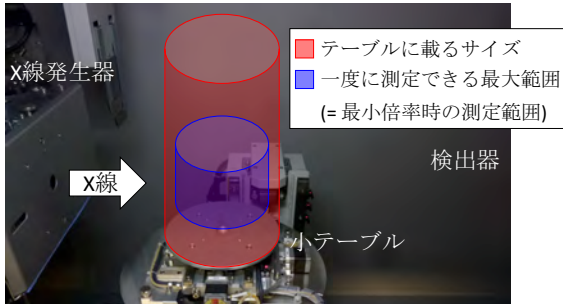 X線発生器
テーブルに載るサイズ
一度に測定できる最大範囲
(= 最小倍率時の測定範囲)
検出器
X線
小テーブル